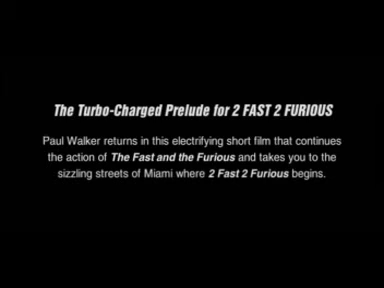 The Turbo-Charged Prelude for 2 FAST 2 FURIOUS
Paul Walker returns in this electrifying short film that continues
the action of The Fast and the Furious and takes you to the
sizzling streets of Miami where 2 Fast 2 Furious begins.